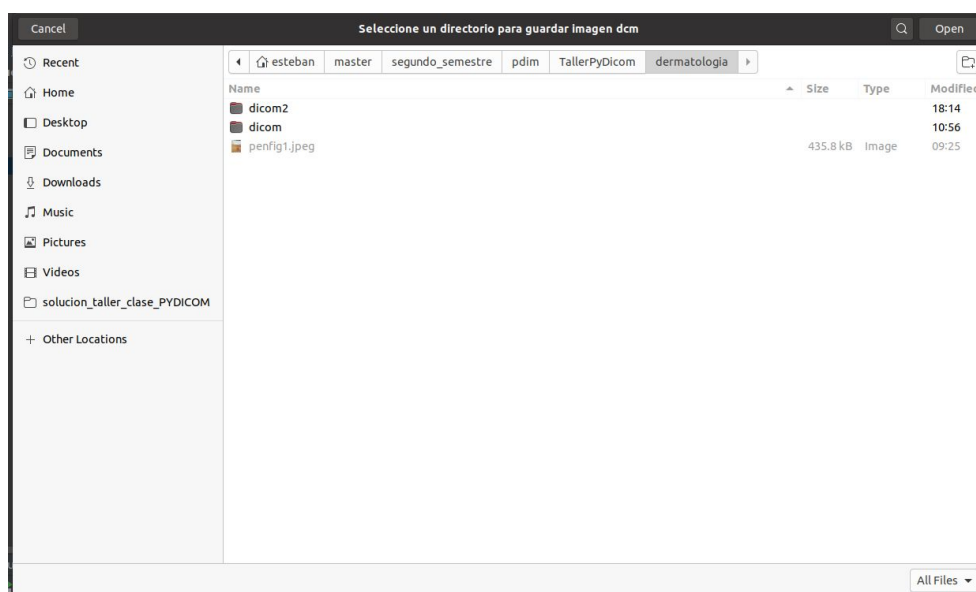 Cancel Seleccione un directorio para guardar imagen dcm Open
Recent
Home
Desktop
Documents
Downloads
Music
Pictures
Videos
solucion_taller_clase_PYDICOM
+ Other Locations
esteban master segundo_semestre pdim TallerPyDicom dermatologia
Name Size Type Modified
dicom2 18:14
dicom 10:56
penfig1.jpeg 435.8 kB Image 09:25
All Files